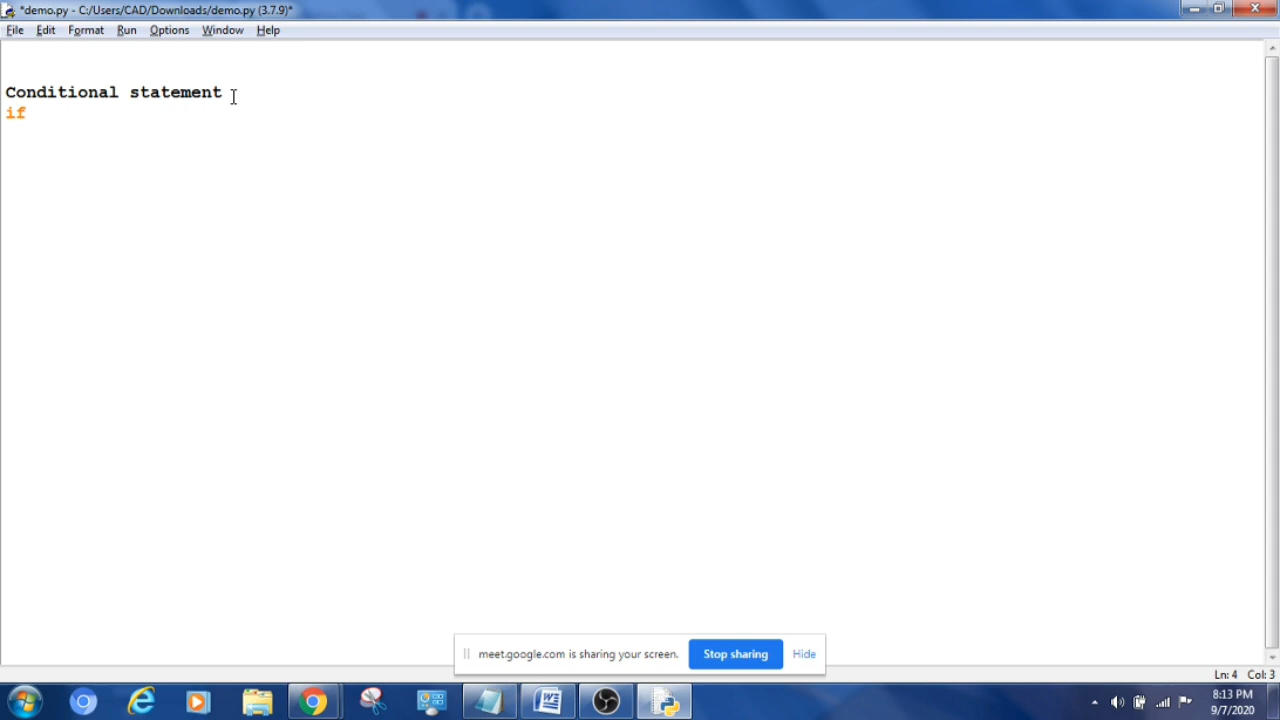 *demo.py - C:/Users/CAD/Downloads/demo.py (3.7.9)*
File Edit Format Run Options Window Help
Conditional statement
if
meet.google.com is sharing your screen. Stop sharing Hide
Ln: 4 Col: 3
8:13 PM
9/7/2020